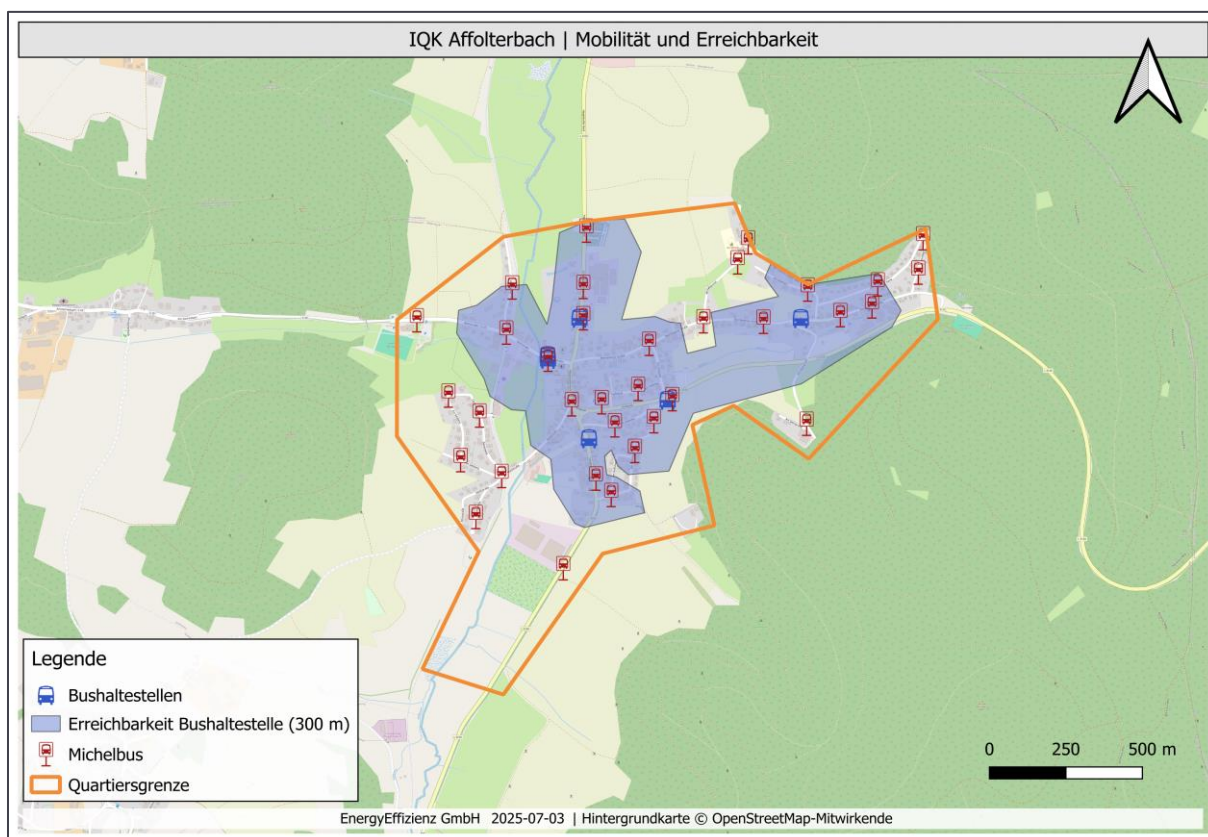 IQK Affolterbach | Mobilität und Erreichbarkeit
Legende
Bushaltestellen
Erreichbarkeit Bushaltestelle (300 m)
Michelbus
Quartiersgrenze
0 250 500 m
EnergyEffizienz GmbH 2025-07-03 | Hintergrundkarte © OpenStreetMap-Mitwirkende